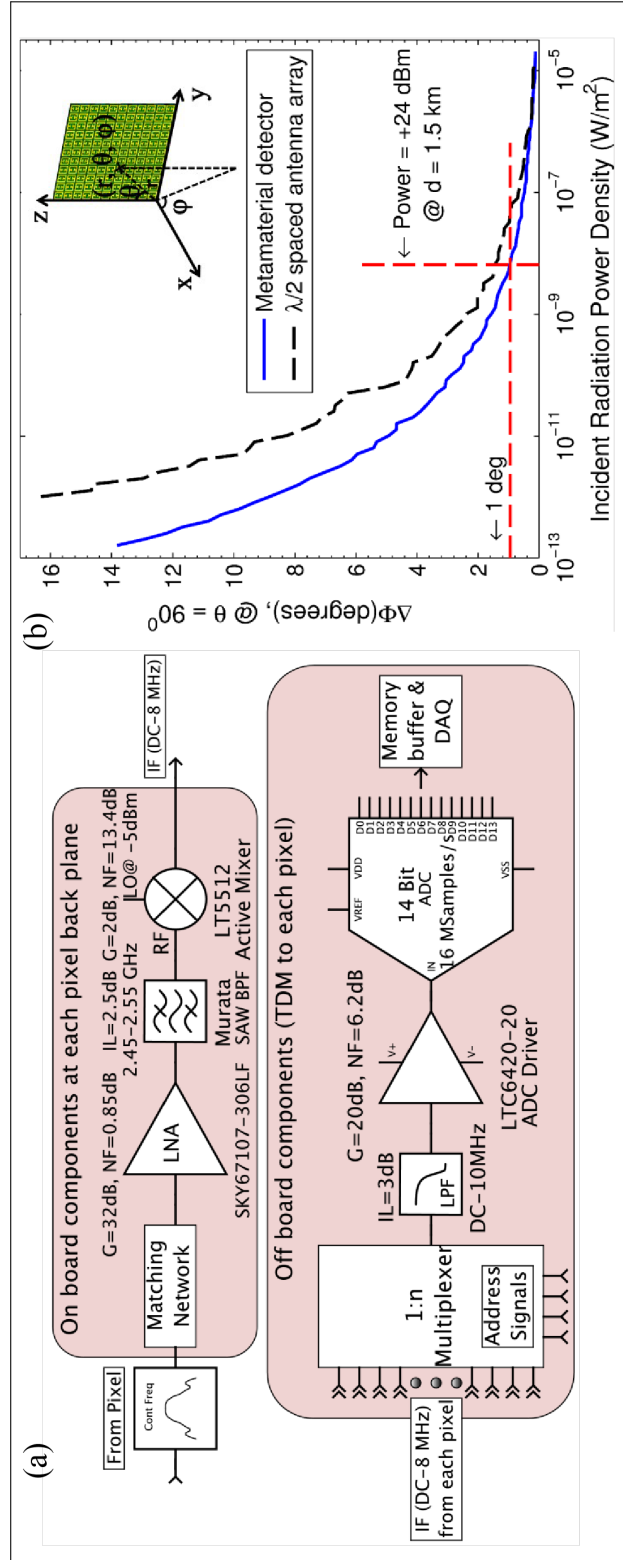 (a)
On board components at each pixel back plane
From Pixel
Cont Freq
Matching
Network
G=32dB, NF=0.85dB
LNA
SKY67107-306LF
IL=2.5dB
2.45-2.55 GHz
Murata
SAW BPF
G=2dB, NF=13.4dB
LO@ -5dBm
RF
LT5512
Active Mixer
IF (DC-8 MHz)
Off board components (TDM to each pixel)
IF (DC-8 MHz)
from each pixel
1:n
Multiplexer
Address
Signals
IL=3dB
LPF
DC-10MHz
G=20dB, NF=6.2dB
V+
V-
LTC6420-20
ADC Driver
IN
VREF
VDD
VSS
14 Bit
ADC
16 MSamples/s
D0
D1
D2
D3
D4
D5
D6
D7
D8
D9
D10
D11
D12
D13
Memory
buffer &
DAQ
(b)
ΔΦ(degrees), @ θ = 90⁰
16
14
12
10
8
6
4
2
0
z
(r, θ, φ)
θ
r
φ
x
y
Metamaterial detector
λ/2 spaced antenna array
← Power = +24 dBm
@ d = 1.5 km
← 1 deg
10⁻¹³
10⁻¹¹
10⁻⁹
10⁻⁷
10⁻⁵
Incident Radiation Power Density (W/m²)